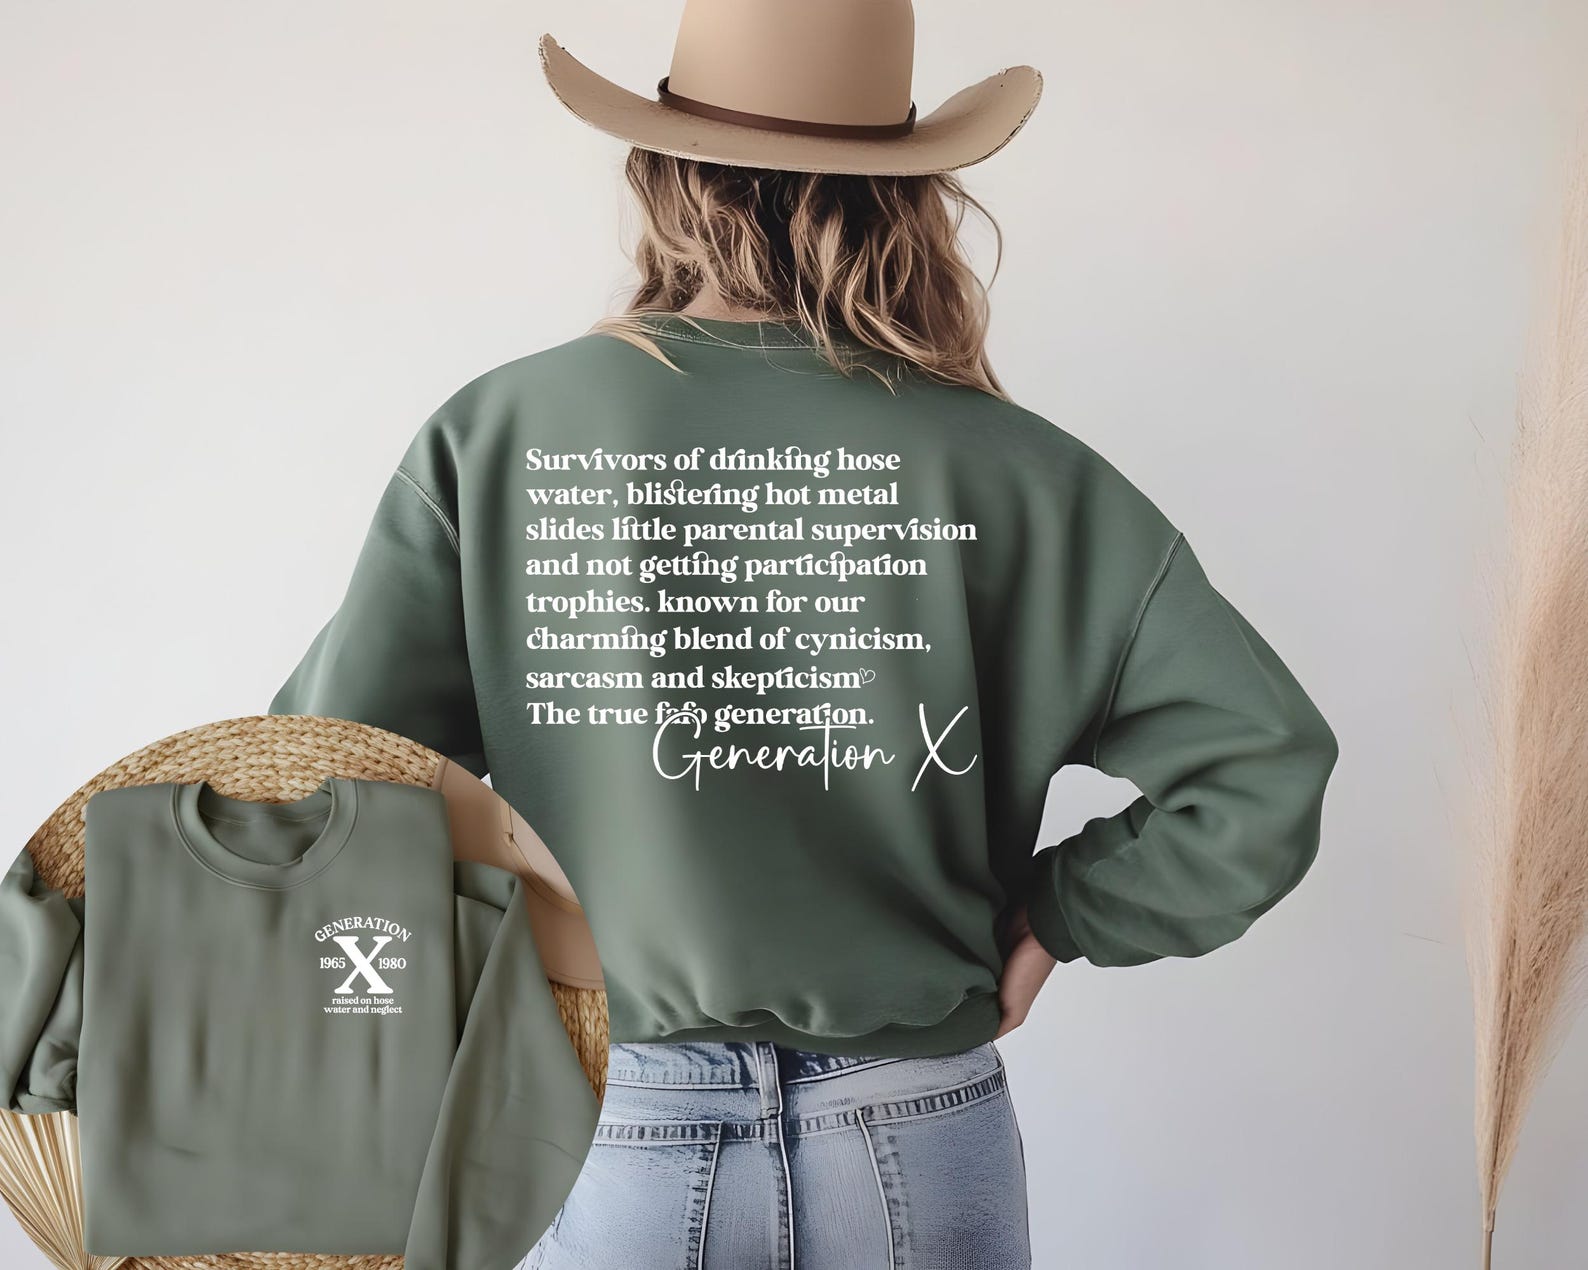 Survivors of drinking hose
water, blistering hot metal
slides little parental supervision
and not getting participation
trophies. known for our
charming blend of cynicism,
sarcasm and skepticism♡
The true fafo generation.
Generation X
GENERATION
1965 X 1980
raised on hose
water and neglect